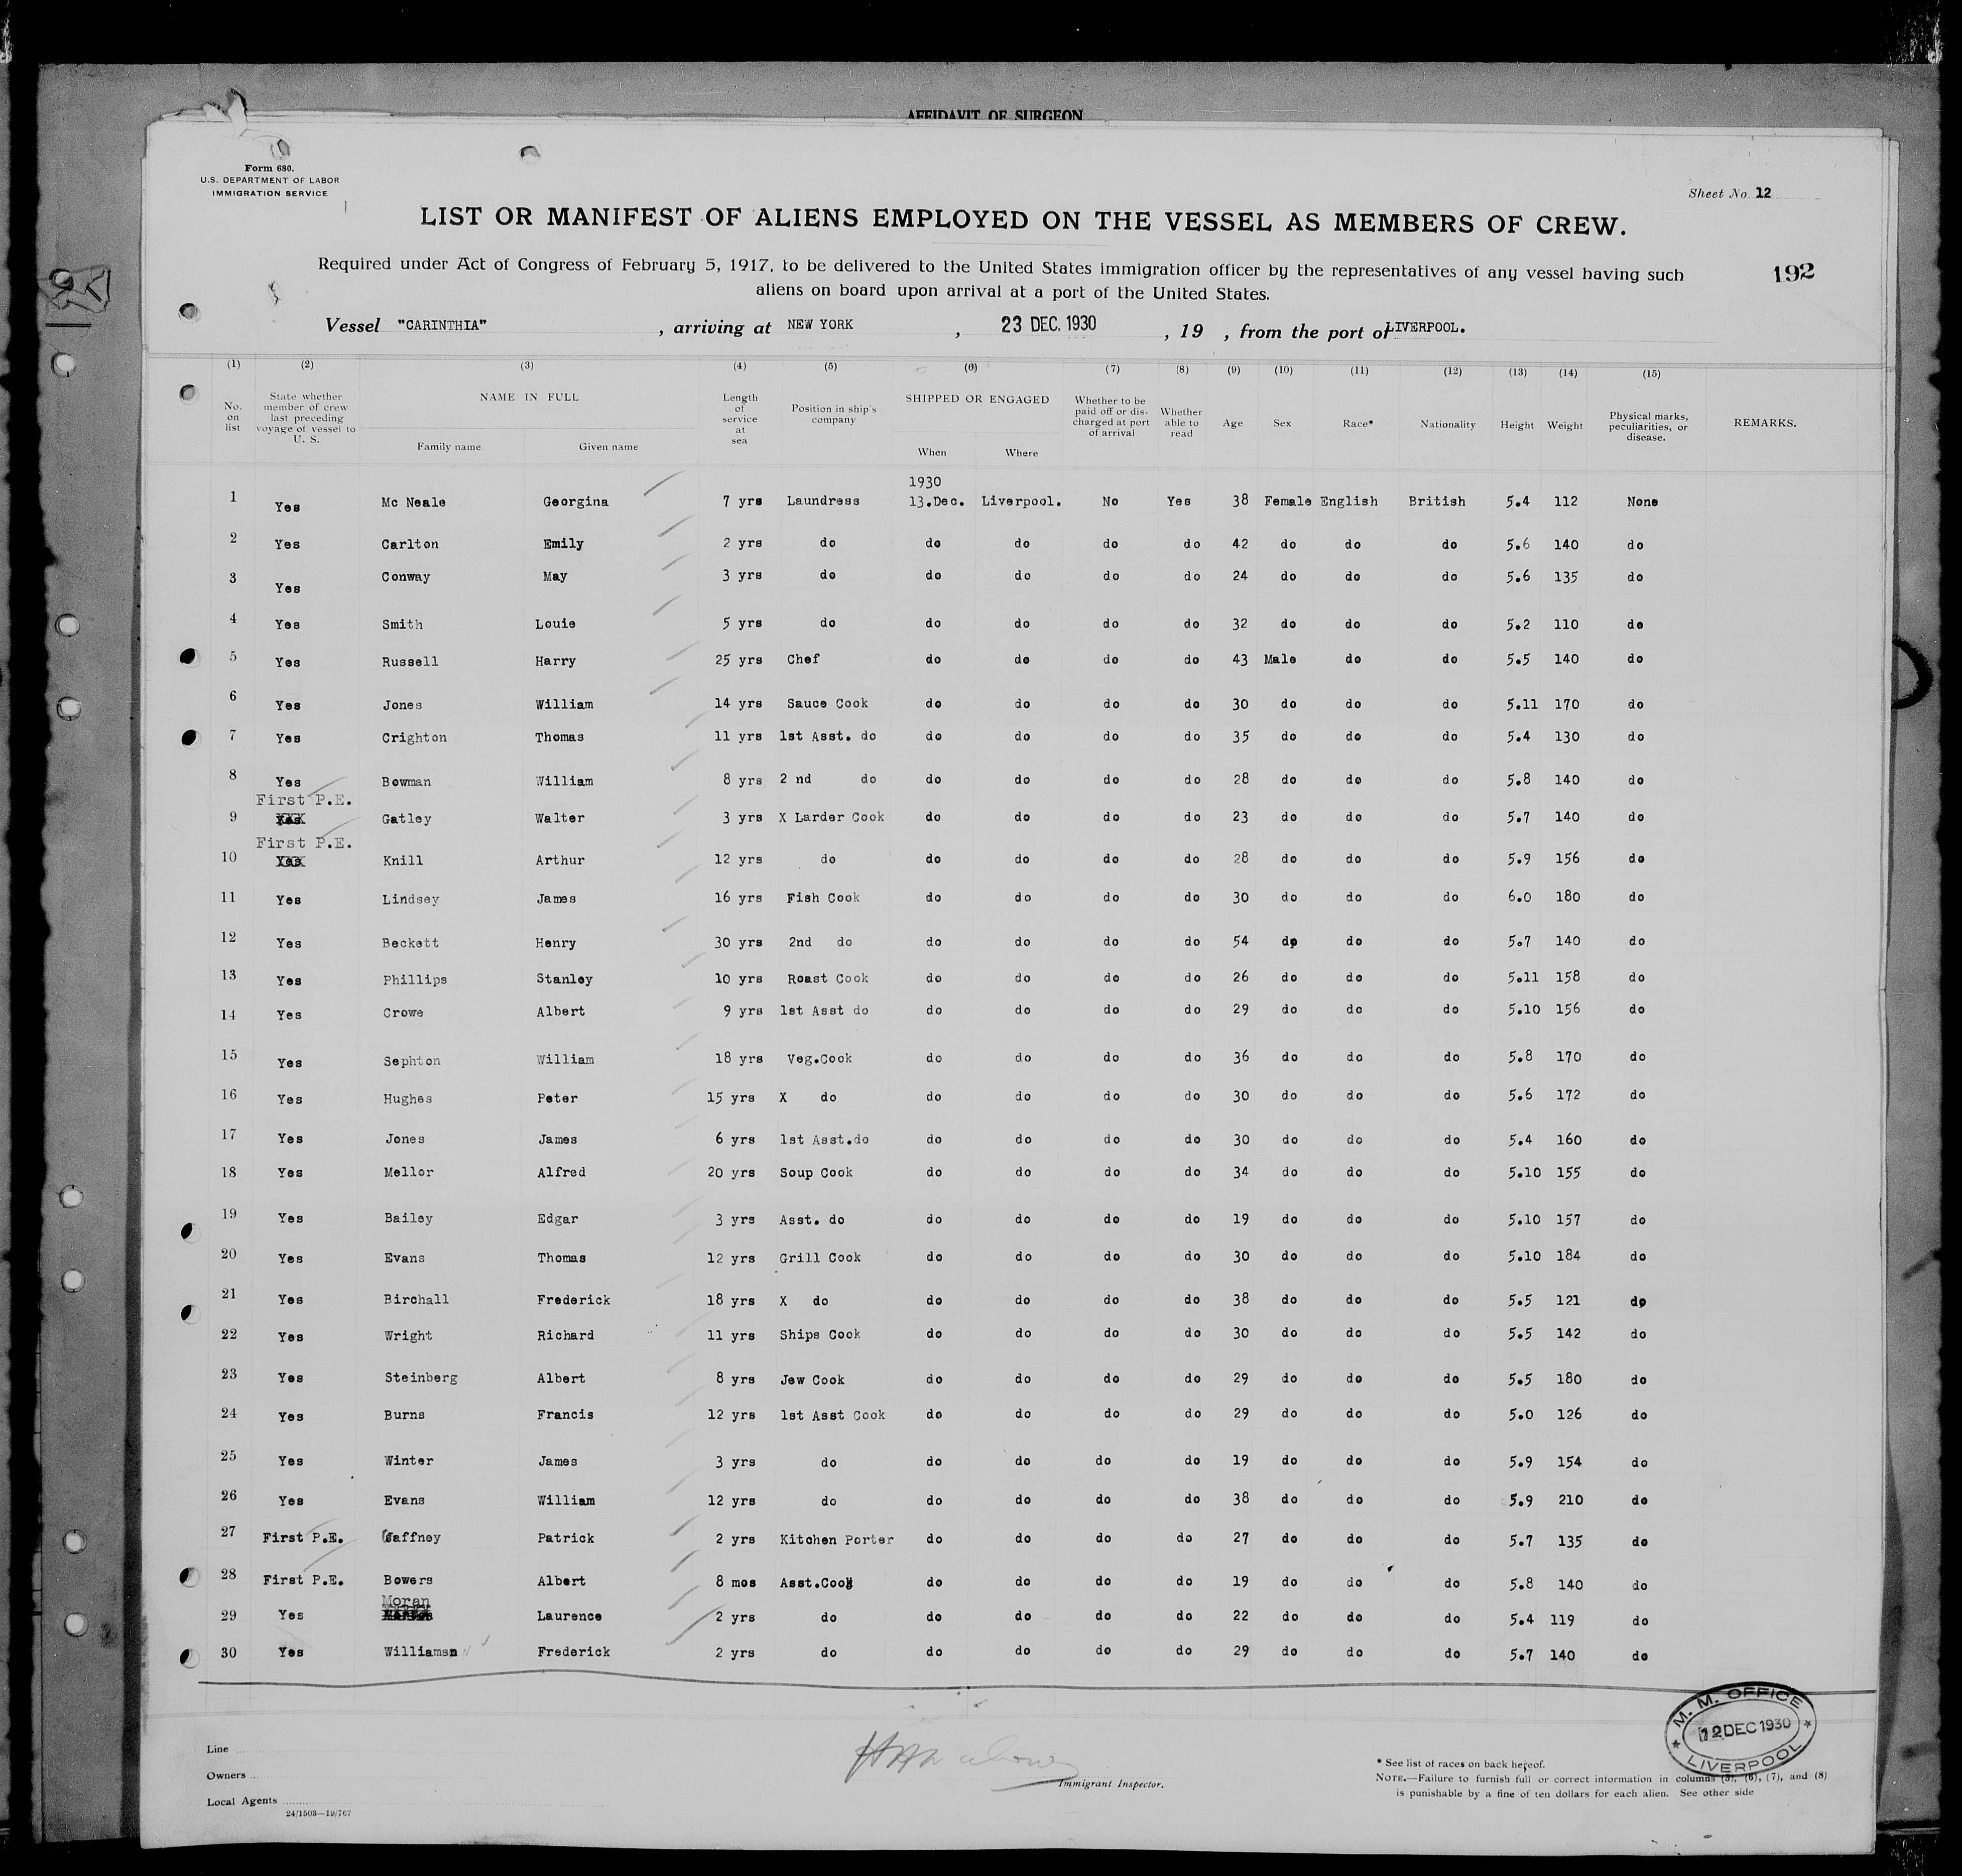 AFFIDAVIT OF SURGEON
Form 680.
U.S. DEPARTMENT OF LABOR
IMMIGRATION SERVICE
Sheet No. 12
LIST OR MANIFEST OF ALIENS EMPLOYED ON THE VESSEL AS MEMBERS OF CREW.
Required under Act of Congress of February 5, 1917, to be delivered to the United States immigration officer by the representatives of any vessel having such
aliens on board upon arrival at a port of the United States.
192
Vessel "CARINTHIA", arriving at NEW YORK, 23 DEC. 1930, 19 , from the port of LIVERPOOL.
(1) (2) (3) (4) (5) (6) (7) (8) (9) (10) (11) (12) (13) (14) (15)
No. on list | State whether member of crew last preceding voyage of vessel to U. S. | NAME IN FULL | Length of service at sea | Position in ship's company | SHIPPED OR ENGAGED | Whether to be paid off or discharged at port of arrival | Whether able to read | Age | Sex | Race* | Nationality | Height | Weight | Physical marks, peculiarities, or disease. | REMARKS.
Family name | Given name | When | Where
1930
1 Yes Mc Neale Georgina 7 yrs Laundress 13.Dec. Liverpool. No Yes 38 Female English British 5.4 112 None
2 Yes Carlton Emily 2 yrs do do do do do 42 do do do 5.6 140 do
3 Yes Conway May 3 yrs do do do do do 24 do do do 5.6 135 do
4 Yes Smith Louie 5 yrs do do do do do 32 do do do 5.2 110 do
5 Yes Russell Harry 25 yrs Chef do do do do 43 Male do do 5.5 140 do
6 Yes Jones William 14 yrs Sauce Cook do do do do 30 do do do 5.11 170 do
7 Yes Crighton Thomas 11 yrs 1st Asst. do do do do do 35 do do do 5.4 130 do
8 Yes Bowman William 8 yrs 2 nd do do do do do 28 do do do 5.8 140 do
First P.E.
9 Yes Gatley Walter 3 yrs X Larder Cook do do do do 23 do do do 5.7 140 do
First P.E.
10 Yes Knill Arthur 12 yrs do do do do do 28 do do do 5.9 156 do
11 Yes Lindsey James 16 yrs Fish Cook do do do do 30 do do do 6.0 180 do
12 Yes Beckett Henry 30 yrs 2nd do do do do do 54 do do do 5.7 140 do
13 Yes Phillips Stanley 10 yrs Roast Cook do do do do 26 do do do 5.11 158 do
14 Yes Crowe Albert 9 yrs 1st Asst do do do do do 29 do do do 5.10 156 do
15 Yes Sephton William 18 yrs Veg.Cook do do do do 36 do do do 5.8 170 do
16 Yes Hughes Peter 15 yrs X do do do do do 30 do do do 5.6 172 do
17 Yes Jones James 6 yrs 1st Asst.do do do do do 30 do do do 5.4 160 do
18 Yes Mellor Alfred 20 yrs Soup Cook do do do do 34 do do do 5.10 155 do
19 Yes Bailey Edgar 3 yrs Asst. do do do do do 19 do do do 5.10 157 do
20 Yes Evans Thomas 12 yrs Grill Cook do do do do 30 do do do 5.10 184 do
21 Yes Birchall Frederick 18 yrs X do do do do do 38 do do do 5.5 121 do
22 Yes Wright Richard 11 yrs Ships Cook do do do do 30 do do do 5.5 142 do
23 Yes Steinberg Albert 8 yrs Jew Cook do do do do 29 do do do 5.5 180 do
24 Yes Burns Francis 12 yrs 1st Asst Cook do do do do 29 do do do 5.0 126 do
25 Yes Winter James 3 yrs do do do do do 19 do do do 5.9 154 do
26 Yes Evans William 12 yrs do do do do do 38 do do do 5.9 210 do
27 First P.E. Gaffney Patrick 2 yrs Kitchen Porter do do do do 27 do do do 5.7 135 do
28 First P.E. Bowers Albert 8 mos Asst.Cook do do do do 19 do do do 5.8 140 do
29 Yes Moran Laurence 2 yrs do do do do do 22 do do do 5.4 119 do
30 Yes Williamsn Frederick 2 yrs do do do do do 29 do do do 5.7 140 do
M. M. OFFICE
12 DEC 1930
LIVERPOOL
Line
Owners
Local Agents
24/1503—19/767
Immigrant Inspector.
* See list of races on back hereof.
NOTE.—Failure to furnish full or correct information in columns (5), (6), (7), and (8)
is punishable by a fine of ten dollars for each alien. See other side